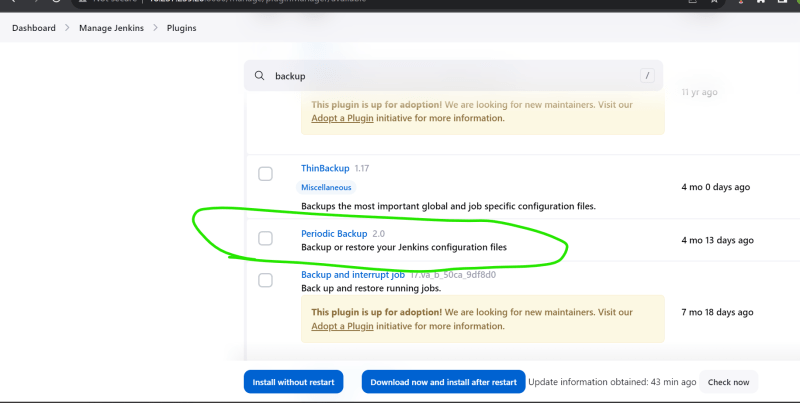 Dashboard > Manage Jenkins > Plugins
backup /
11 yr ago
This plugin is up for adoption! We are looking for new maintainers. Visit our
Adopt a Plugin initiative for more information.
ThinBackup 1.17
Miscellaneous
4 mo 0 days ago
Backups the most important global and job specific configuration files.
Periodic Backup 2.0
4 mo 13 days ago
Backup or restore your Jenkins configuration files
Backup and interrupt job 17.va_b_50ca_9df8d0
Back up and restore running jobs.
This plugin is up for adoption! We are looking for new maintainers. Visit our
7 mo 18 days ago
Adopt a Plugin initiative for more information.
Install without restart Download now and install after restart Update information obtained: 43 min ago Check now